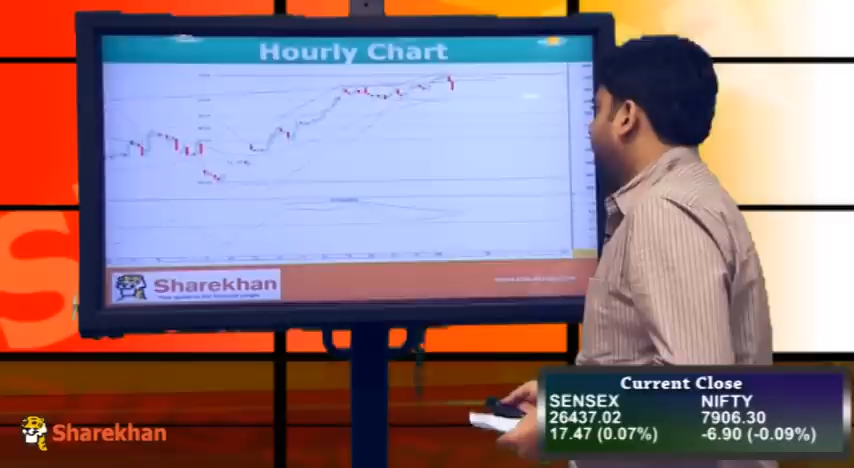 Hourly Chart
Sharekhan
Sharekhan
Current Close
SENSEX NIFTY
26437.02 7906.30
17.47 (0.07%) -6.90 (-0.09%)